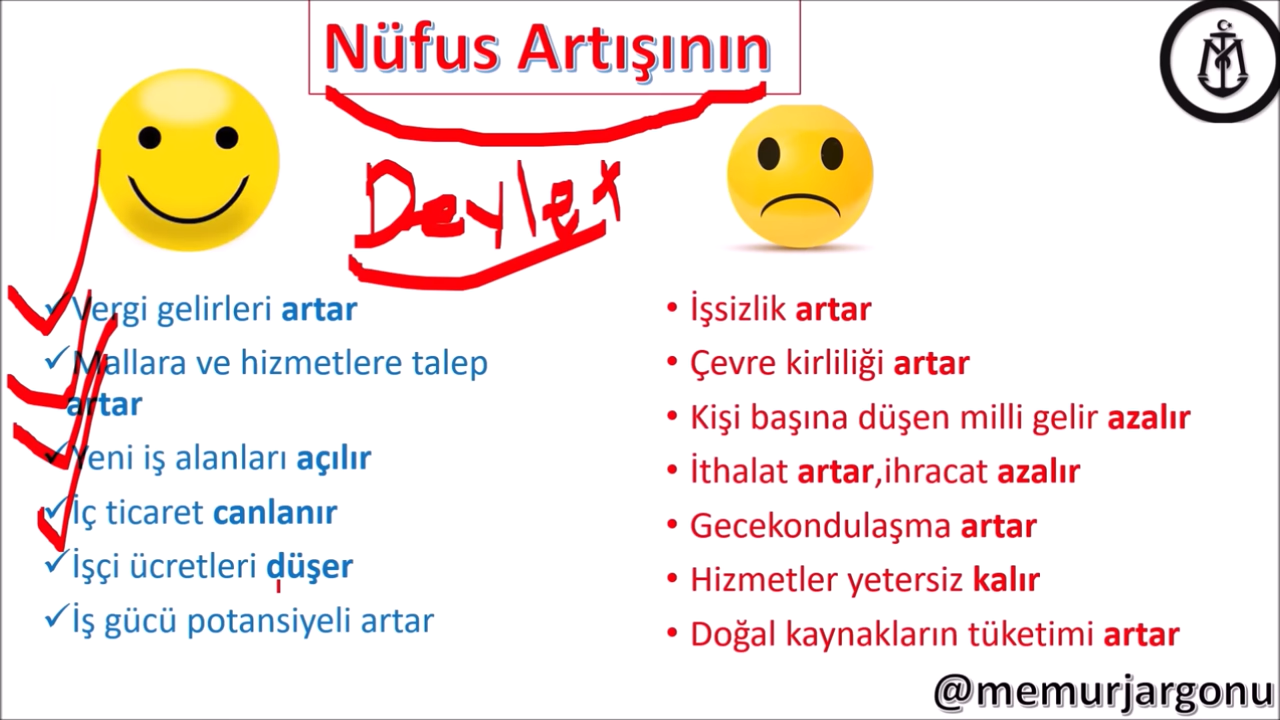 Nüfus Artışının
Devlet
Vergi gelirleri artar
Mallara ve hizmetlere talep
artar
Yeni iş alanları açılır
İç ticaret canlanır
İşçi ücretleri düşer
İş gücü potansiyeli artar
• İşsizlik artar
• Çevre kirliliği artar
• Kişi başına düşen milli gelir azalır
• İthalat artar,ihracat azalır
• Gecekondulaşma artar
• Hizmetler yetersiz kalır
• Doğal kaynakların tüketimi artar
@memurjargonu